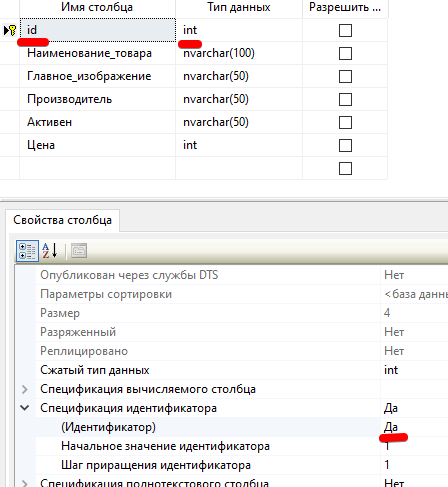 Имя столбца Тип данных Разрешить ...
id int
Наименование_товара nvarchar(100)
Главное_изображение nvarchar(50)
Производитель nvarchar(50)
Активен nvarchar(50)
Цена int
Свойства столбца
Опубликован через службы DTS Нет
Параметры сортировки <база данны
Размер 4
Разряженный Нет
Реплицировано Нет
Сжатый тип данных int
Спецификация вычисляемого столбца
Спецификация идентификатора Да
(Идентификатор) Да
Начальное значение идентификатора 1
Шаг приращения идентификатора 1
Спецификация полнотекстового столбца Нет